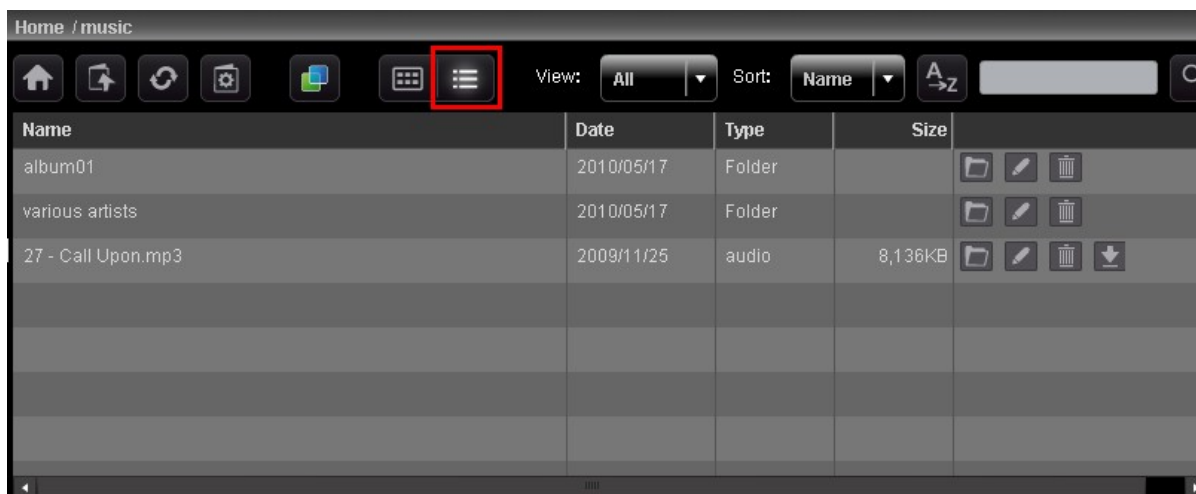 Home / music
View: All Sort: Name A→Z
Name Date Type Size
album01 2010/05/17 Folder
various artists 2010/05/17 Folder
27 - Call Upon.mp3 2009/11/25 audio 8,136KB